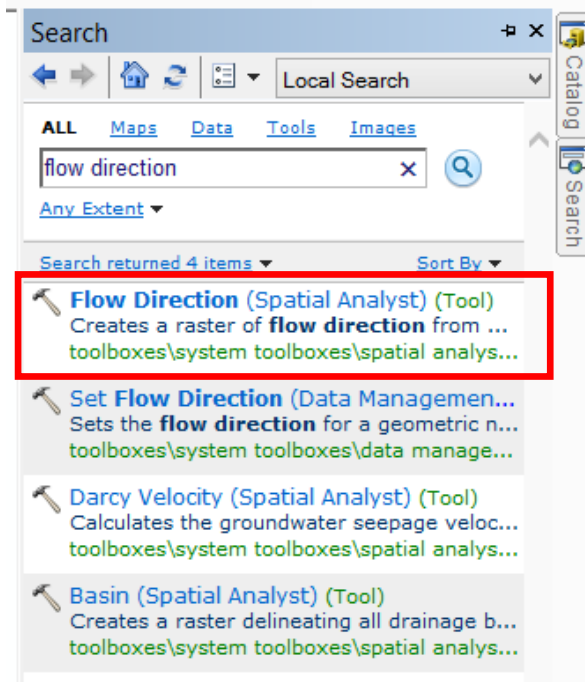 Search
Local Search
ALL Maps Data Tools Images
flow direction
Any Extent
Search returned 4 items Sort By
Flow Direction (Spatial Analyst) (Tool)
Creates a raster of flow direction from ...
toolboxes\system toolboxes\spatial analys...
Set Flow Direction (Data Managemen...
Sets the flow direction for a geometric n...
toolboxes\system toolboxes\data manage...
Darcy Velocity (Spatial Analyst) (Tool)
Calculates the groundwater seepage veloc...
toolboxes\system toolboxes\spatial analys...
Basin (Spatial Analyst) (Tool)
Creates a raster delineating all drainage b...
toolboxes\system toolboxes\spatial analys...
Catalog
Search